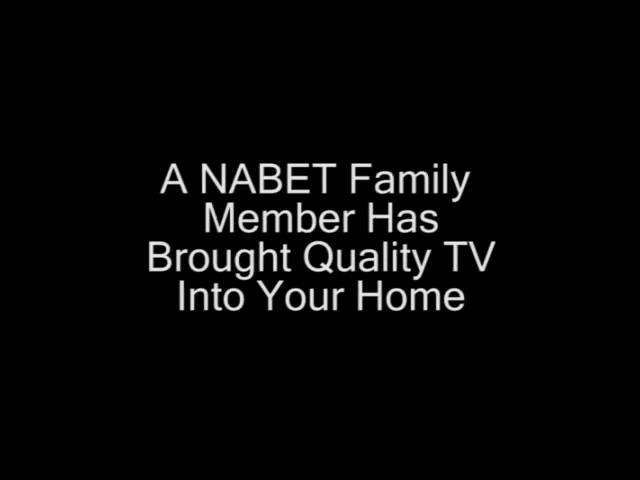 A NABET Family
Member Has
Brought Quality TV
Into Your Home